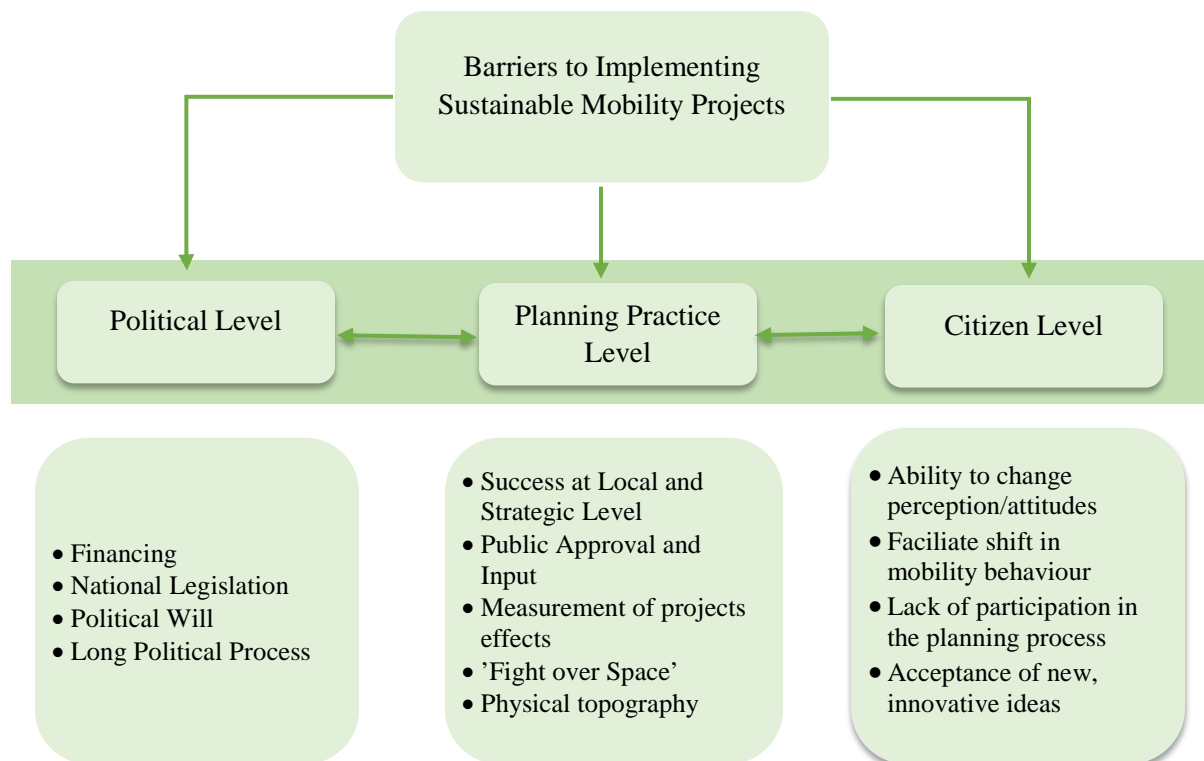 Barriers to Implementing
Sustainable Mobility Projects
Political Level
Planning Practice
Level
Citizen Level
• Financing
• National Legislation
• Political Will
• Long Political Process
• Success at Local and
Strategic Level
• Public Approval and
Input
• Measurement of projects
effects
• ’Fight over Space’
• Physical topography
• Ability to change
perception/attitudes
• Faciliate shift in
mobility behaviour
• Lack of participation in
the planning process
• Acceptance of new,
innovative ideas